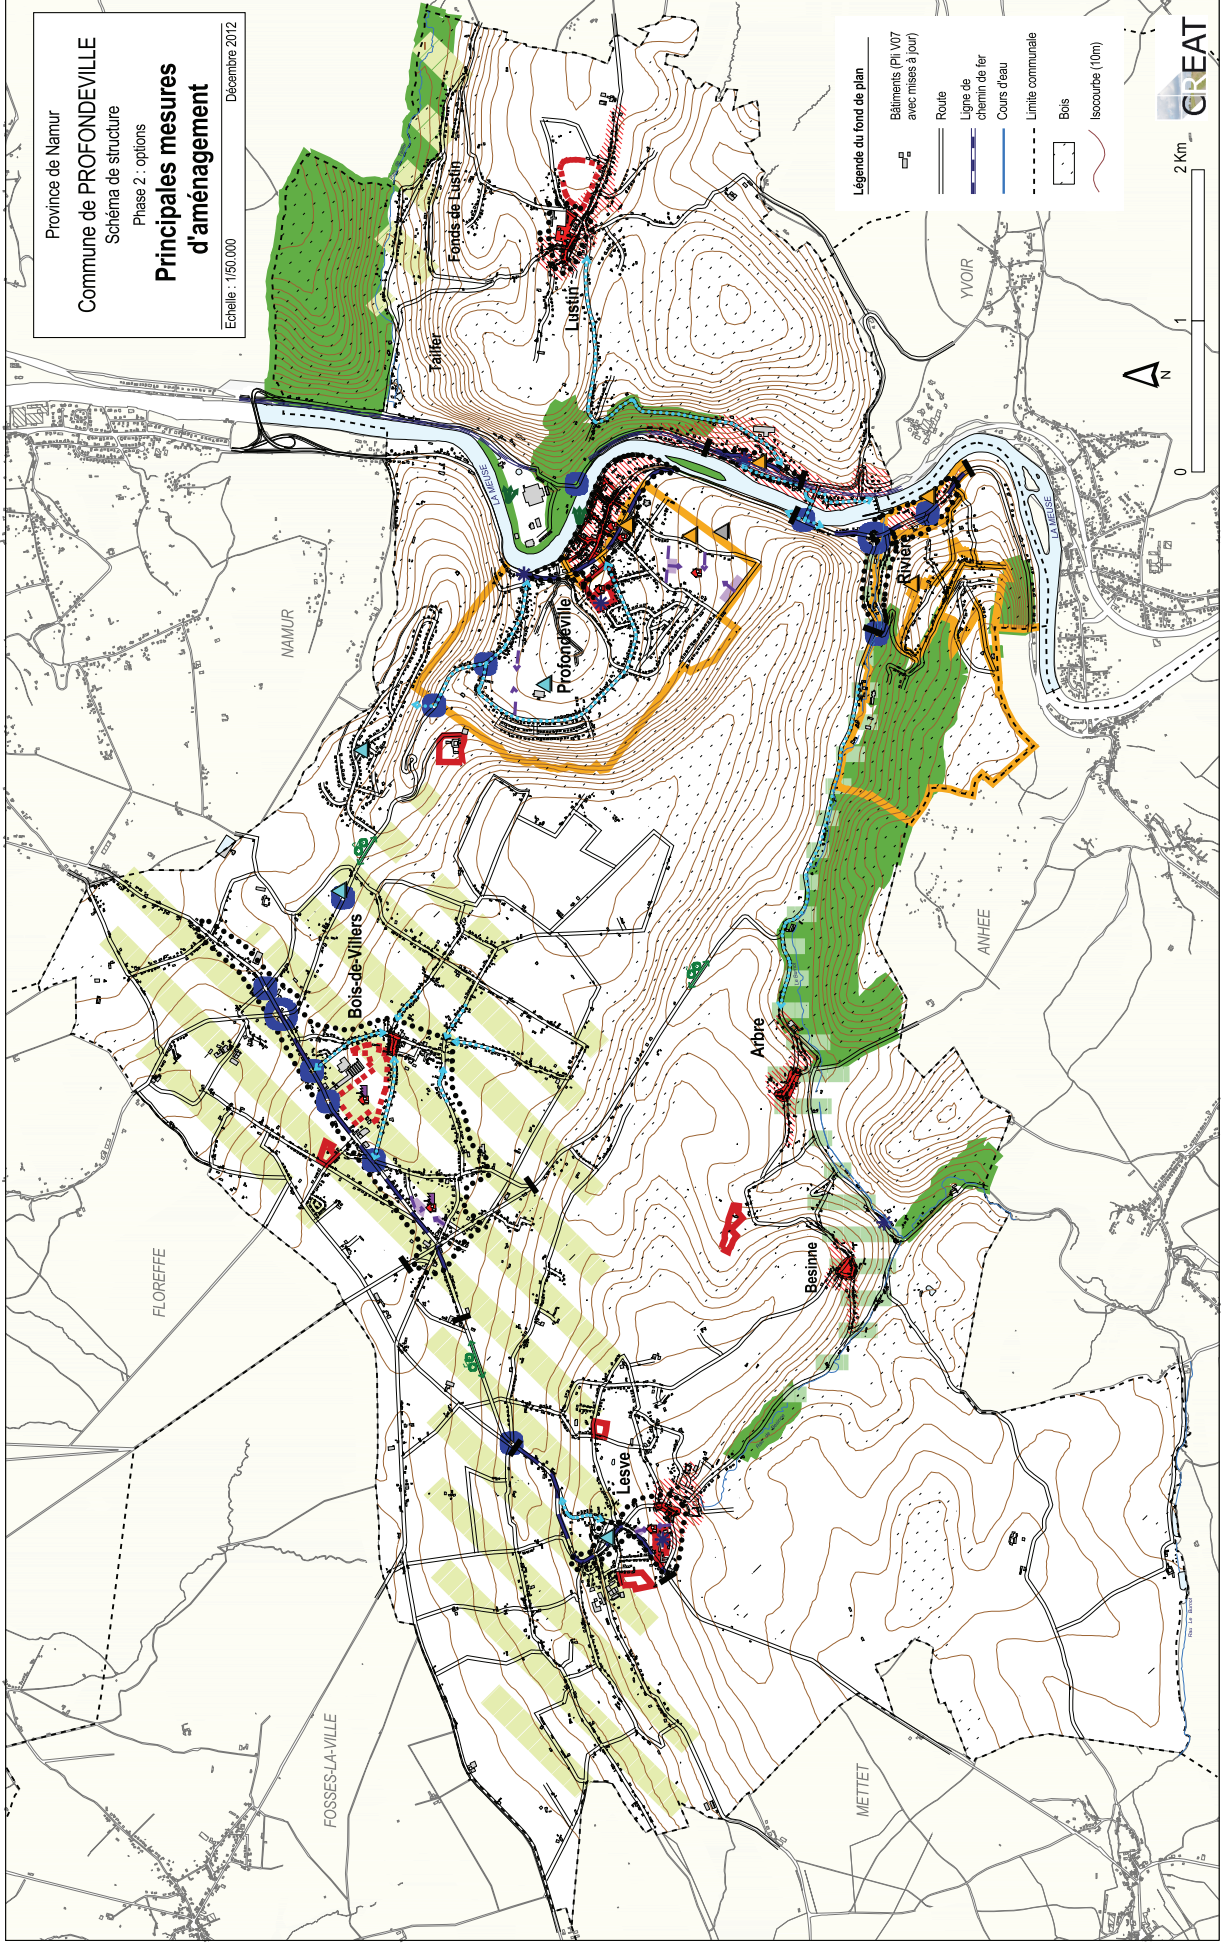 Province de Namur
Commune de PROFONDEVILLE
Schéma de structure
Phase 2 : options
Principales mesures
d'aménagement
Echelle : 1/50.000
Décembre 2012
Légende du fond de plan
Bâtiments (Pli V07
avec mises à jour)
Route
Ligne de
chemin de fer
Cours d'eau
Limite communale
Bois
Isocourbe (10m)
CREAT
0
1
2 Km
N
NAMUR
FLOREFFE
FOSSES-LA-VILLE
METTET
ANHEE
YVOIR
LA MEUSE
LA MEUSE
Tailfer
Fonds de Lustin
Lustin
Profondeville
Rivière
Bois-de-Villers
Arbre
Besinne
Lesve